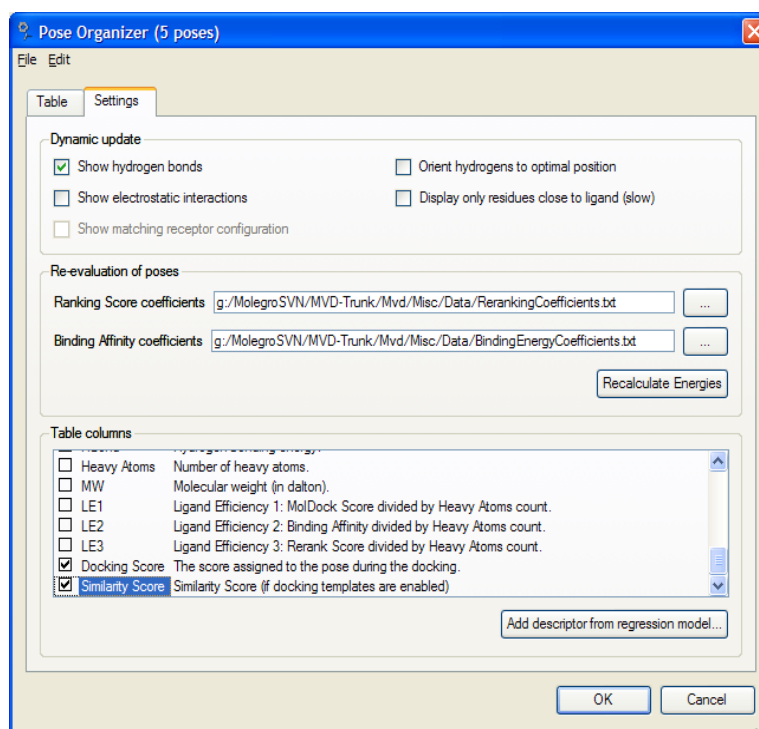 Pose Organizer (5 poses)
File Edit
Table Settings
Dynamic update
Show hydrogen bonds Orient hydrogens to optimal position
Show electrostatic interactions Display only residues close to ligand (slow)
Show matching receptor configuration
Re-evaluation of poses
Ranking Score coefficients g:/MolegroSVN/MVD-Trunk/Mvd/Misc/Data/RerankingCoefficients.txt ...
Binding Affinity coefficients g:/MolegroSVN/MVD-Trunk/Mvd/Misc/Data/BindingEnergyCoefficients.txt ...
Recalculate Energies
Table columns
Heavy Atoms Number of heavy atoms.
MW Molecular weight (in dalton).
LE1 Ligand Efficiency 1: MolDock Score divided by Heavy Atoms count.
LE2 Ligand Efficiency 2: Binding Affinity divided by Heavy Atoms count.
LE3 Ligand Efficiency 3: Rerank Score divided by Heavy Atoms count.
Docking Score The score assigned to the pose during the docking.
Similarity Score Similarity Score (if docking templates are enabled)
Add descriptor from regression model...
OK Cancel